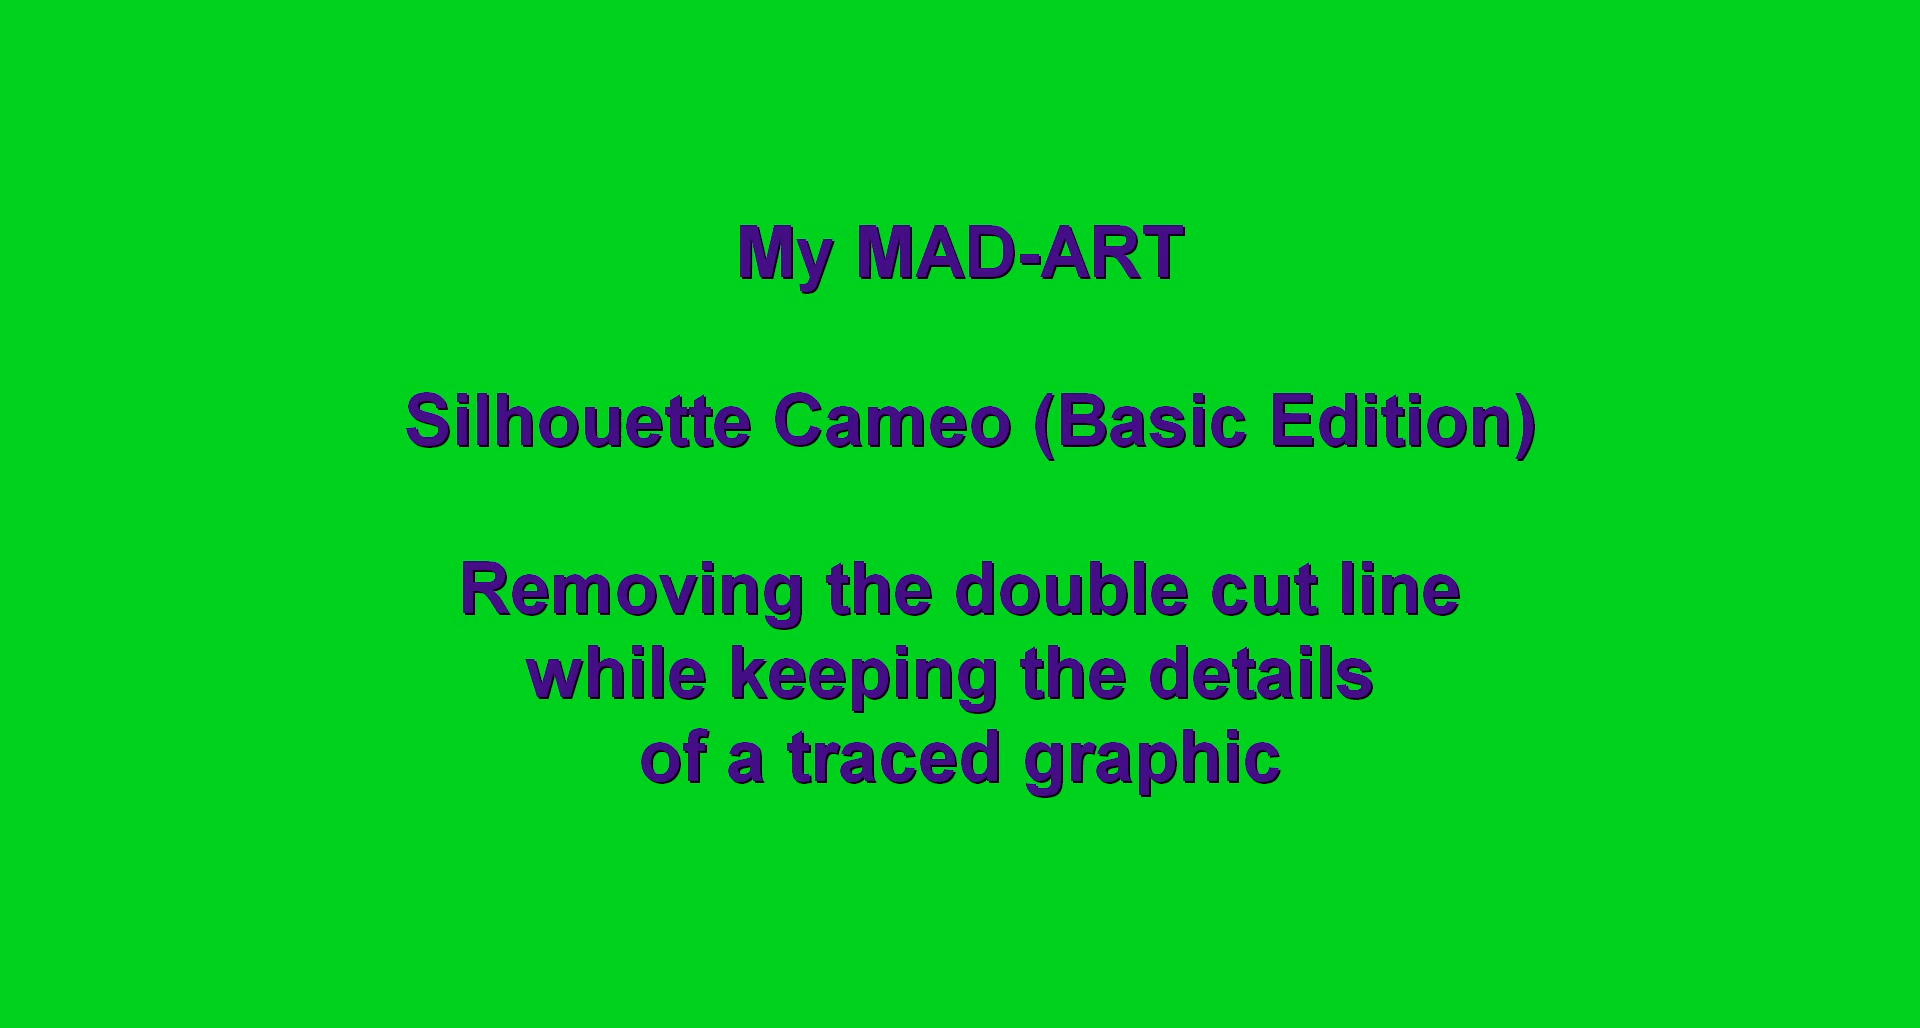 My MAD-ART
Silhouette Cameo (Basic Edition)
Removing the double cut line
while keeping the details
of a traced graphic